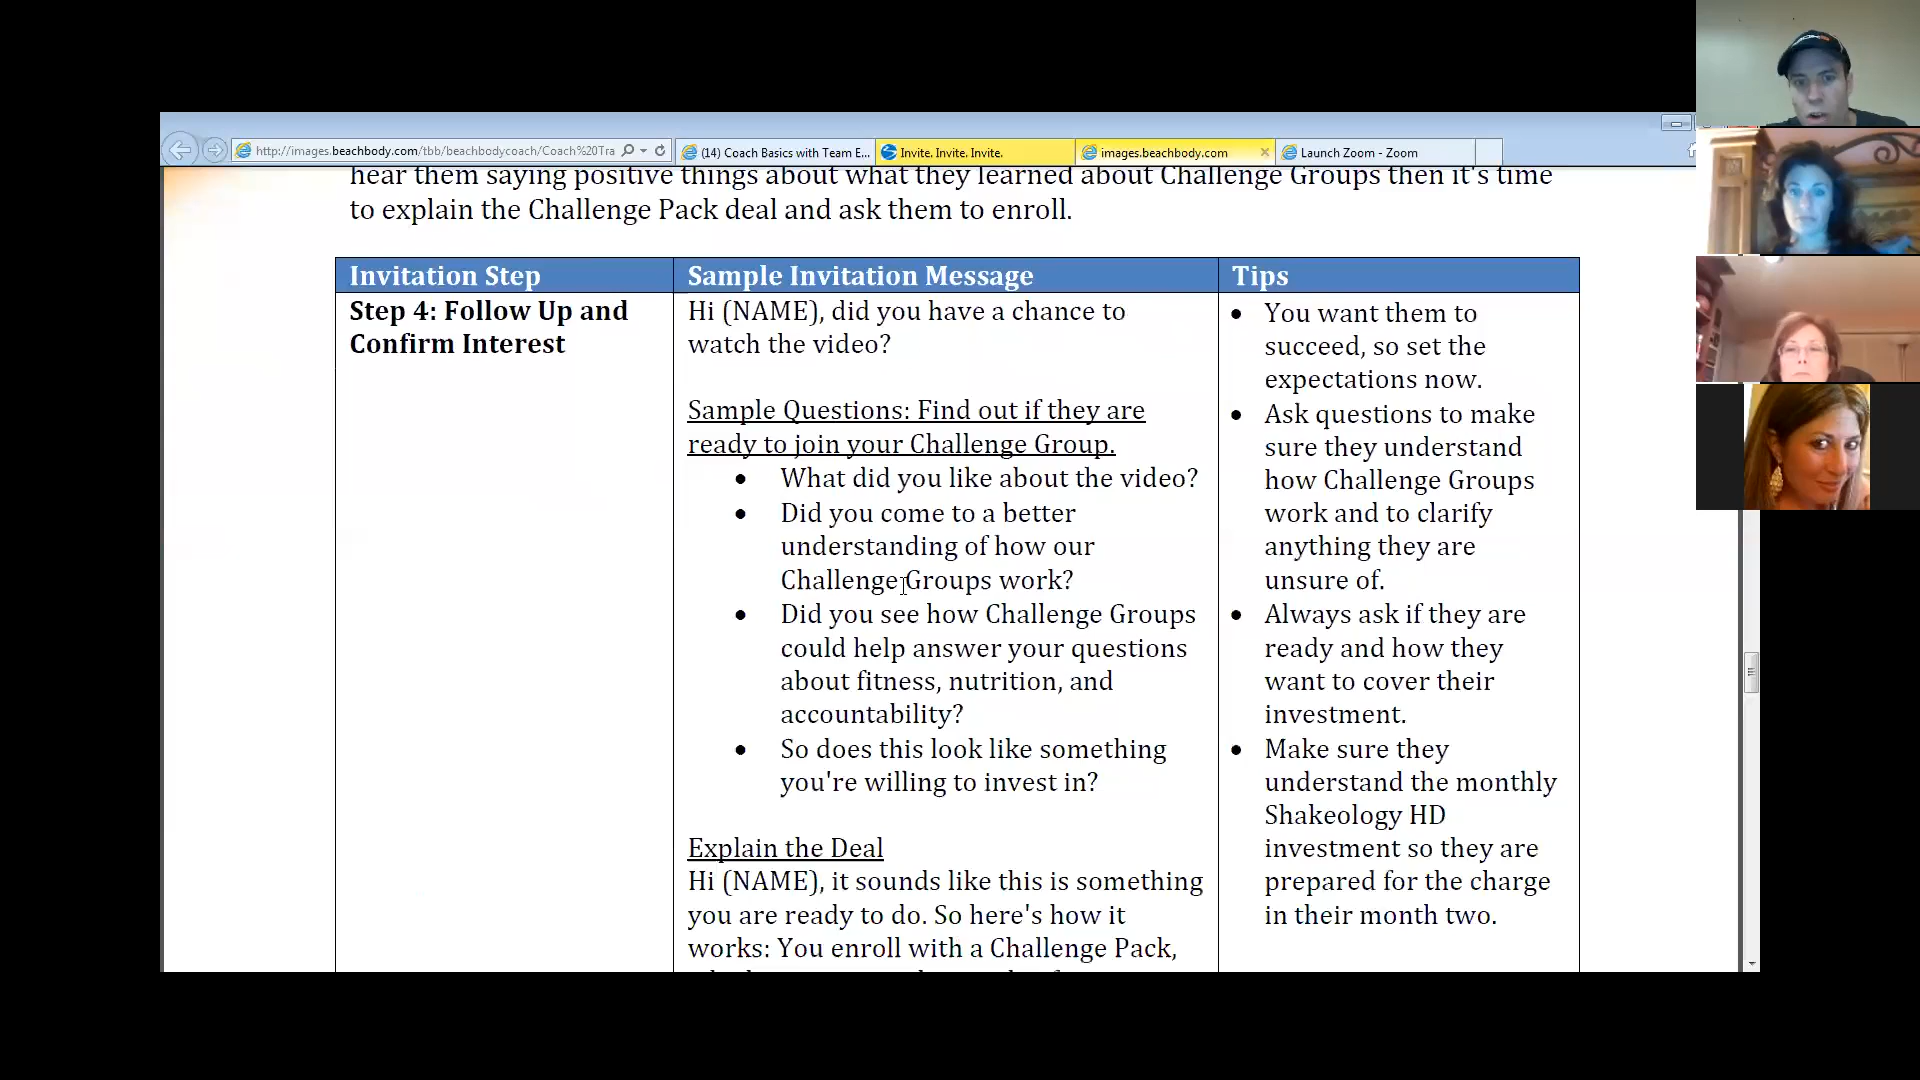 http://images.beachbody.com/tbb/beachbodycoach/Coach%20Tra
(14) Coach Basics with Team E...
Invite. Invite. Invite.
images.beachbody.com
Launch Zoom - Zoom
hear them saying positive things about what they learned about Challenge Groups then it's time
to explain the Challenge Pack deal and ask them to enroll.
Invitation Step
Sample Invitation Message
Tips
Step 4: Follow Up and
Confirm Interest
Hi (NAME), did you have a chance to
watch the video?
Sample Questions: Find out if they are
ready to join your Challenge Group.
• What did you like about the video?
• Did you come to a better
understanding of how our
Challenge Groups work?
• Did you see how Challenge Groups
could help answer your questions
about fitness, nutrition, and
accountability?
• So does this look like something
you're willing to invest in?
Explain the Deal
Hi (NAME), it sounds like this is something
you are ready to do. So here's how it
works: You enroll with a Challenge Pack,
• You want them to
succeed, so set the
expectations now.
• Ask questions to make
sure they understand
how Challenge Groups
work and to clarify
anything they are
unsure of.
• Always ask if they are
ready and how they
want to cover their
investment.
• Make sure they
understand the monthly
Shakeology HD
investment so they are
prepared for the charge
in their month two.